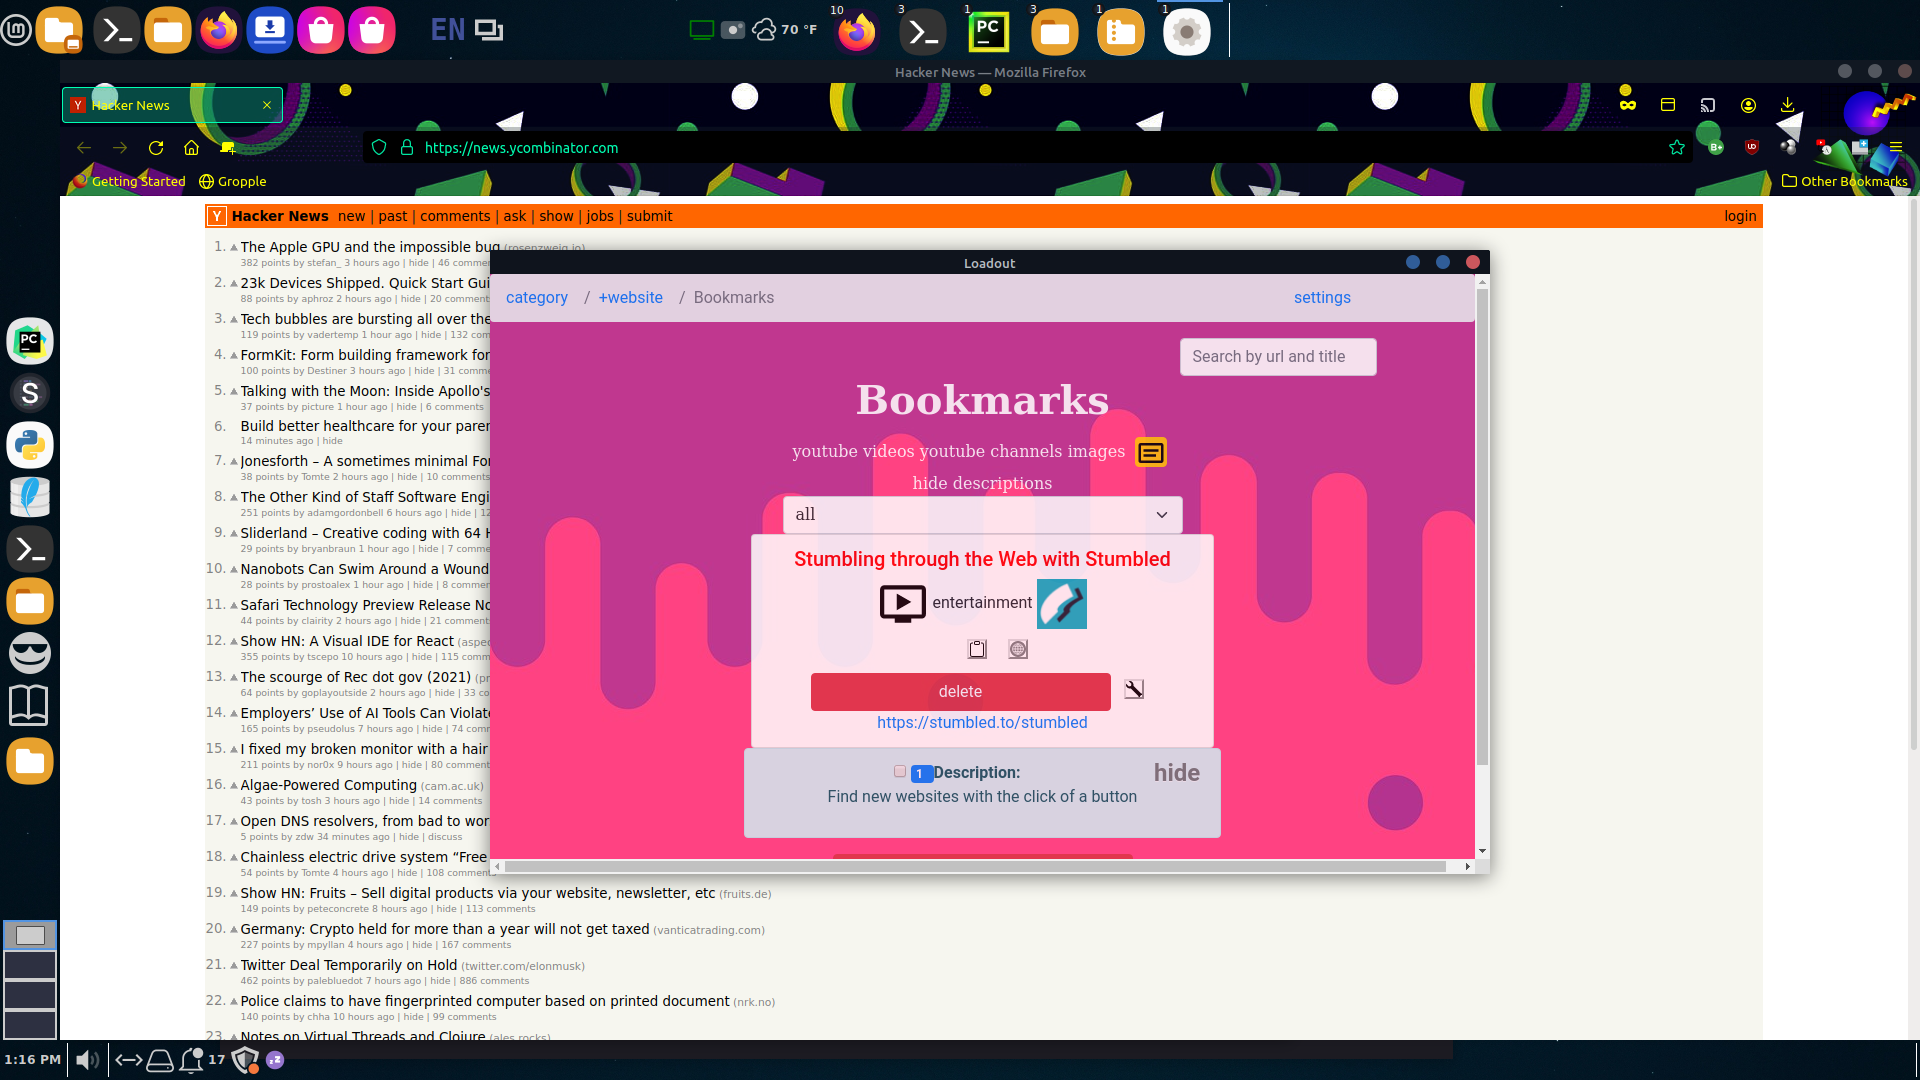 EN
70 °F
10
3
1
3
1
1
PC
Hacker News — Mozilla Firefox
Y Hacker News ×
https://news.ycombinator.com
Getting Started Gropple
Other Bookmarks
Y Hacker News new | past | comments | ask | show | jobs | submit
login
1. The Apple GPU and the impossible bug (rosenzweig.io)
382 points by stefan_ 3 hours ago | hide | 46
2. 23k Devices Shipped. Quick Start
88 points by aphroz 2 hours ago | hide | 20
3. Tech bubbles are bursting all over the
119 points by vadertemp 1 hour ago | hide | 132
4. FormKit: Form building framework for
100 points by Destiner 3 hours ago | hide | 31
5. Talking with the Moon: Inside Apollo's
37 points by picture 1 hour ago | hide | 6 comments
6. Build better healthcare for your
14 minutes ago | hide
7. Jonesforth – A sometimes minimal
38 points by Tomte 2 hours ago | hide | 10 comments
8. The Other Kind of Staff Software
251 points by adamgordonbell 6 hours ago | hide |
9. Sliderland – Creative coding with 64
29 points by bryanbraun 1 hour ago | hide | 7
10. Nanobots Can Swim Around a Wound
28 points by prostoalex 1 hour ago | hide | 8
11. Safari Technology Preview Release
44 points by clairity 2 hours ago | hide | 21
12. Show HN: A Visual IDE for React
355 points by tscepo 10 hours ago | hide | 115
13. The scourge of Rec dot gov (2021)
64 points by goplayoutside 2 hours ago | hide | 33
14. Employers’ Use of AI Tools Can
165 points by pseudolus 7 hours ago | hide | 74
15. I fixed my broken monitor with a hair
211 points by nor0x 9 hours ago | hide | 80
16. Algae-Powered Computing (cam.ac.uk)
43 points by tosh 3 hours ago | hide | 14 comments
17. Open DNS resolvers, from bad to
5 points by zdw 34 minutes ago | hide | discuss
18. Chainless electric drive system “Free
54 points by Tomte 4 hours ago | hide | 108 comments
19. Show HN: Fruits – Sell digital products via your website, newsletter, etc (fruits.de)
149 points by peteconcrete 8 hours ago | hide | 113 comments
20. Germany: Crypto held for more than a year will not get taxed (vanticatrading.com)
227 points by mpyllan 4 hours ago | hide | 167 comments
21. Twitter Deal Temporarily on Hold (twitter.com/elonmusk)
462 points by palebluedot 7 hours ago | hide | 886 comments
22. Police claims to have fingerprinted computer based on printed document (nrk.no)
140 points by chha 10 hours ago | hide | 99 comments
23. Notes on Virtual Threads and Clojure (ales.rocks)
Loadout
category / +website / Bookmarks
settings
Search by url and title
Bookmarks
youtube videos youtube channels images
hide descriptions
all
Stumbling through the Web with Stumbled
entertainment
delete
https://stumbled.to/stumbled
1 Description:
hide
Find new websites with the click of a button
PC
S
1:16 PM
17